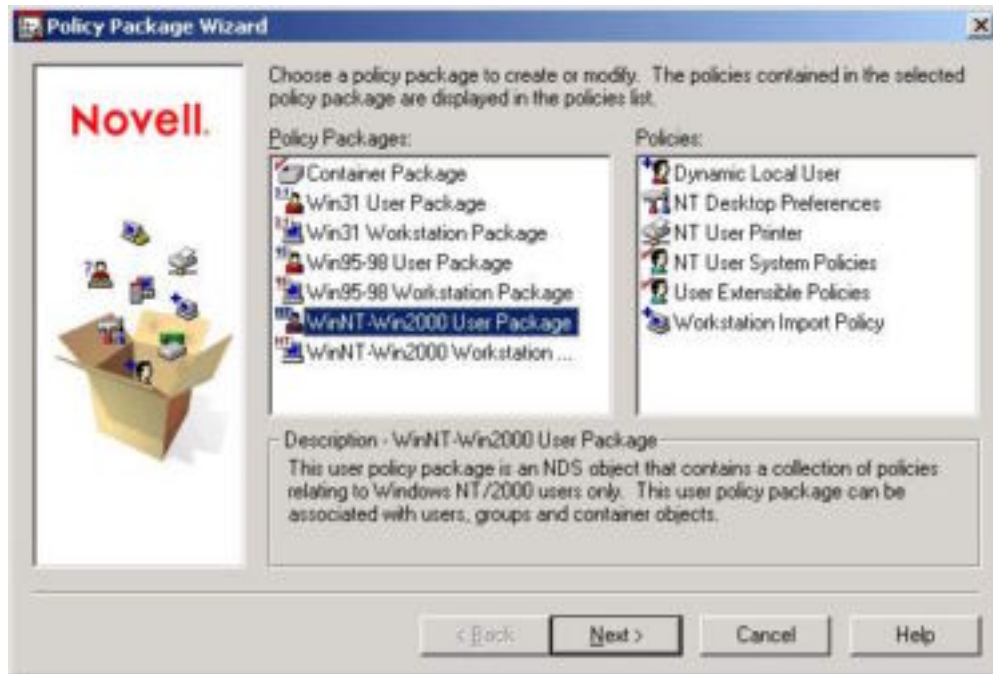 Policy Package Wizard
Novell.
Choose a policy package to create or modify. The policies contained in the selected
policy package are displayed in the policies list.
Policy Packages:
Container Package
Win31 User Package
Win31 Workstation Package
Win95-98 User Package
Win95-98 Workstation Package
WinNT-Win2000 User Package
WinNT-Win2000 Workstation ...
Policies:
Dynamic Local User
NT Desktop Preferences
NT User Printer
NT User System Policies
User Extensible Policies
Workstation Import Policy
Description - WinNT-Win2000 User Package
This user policy package is an NDS object that contains a collection of policies
relating to Windows NT/2000 users only. This user policy package can be
associated with users, groups and container objects.
< Back
Next >
Cancel
Help